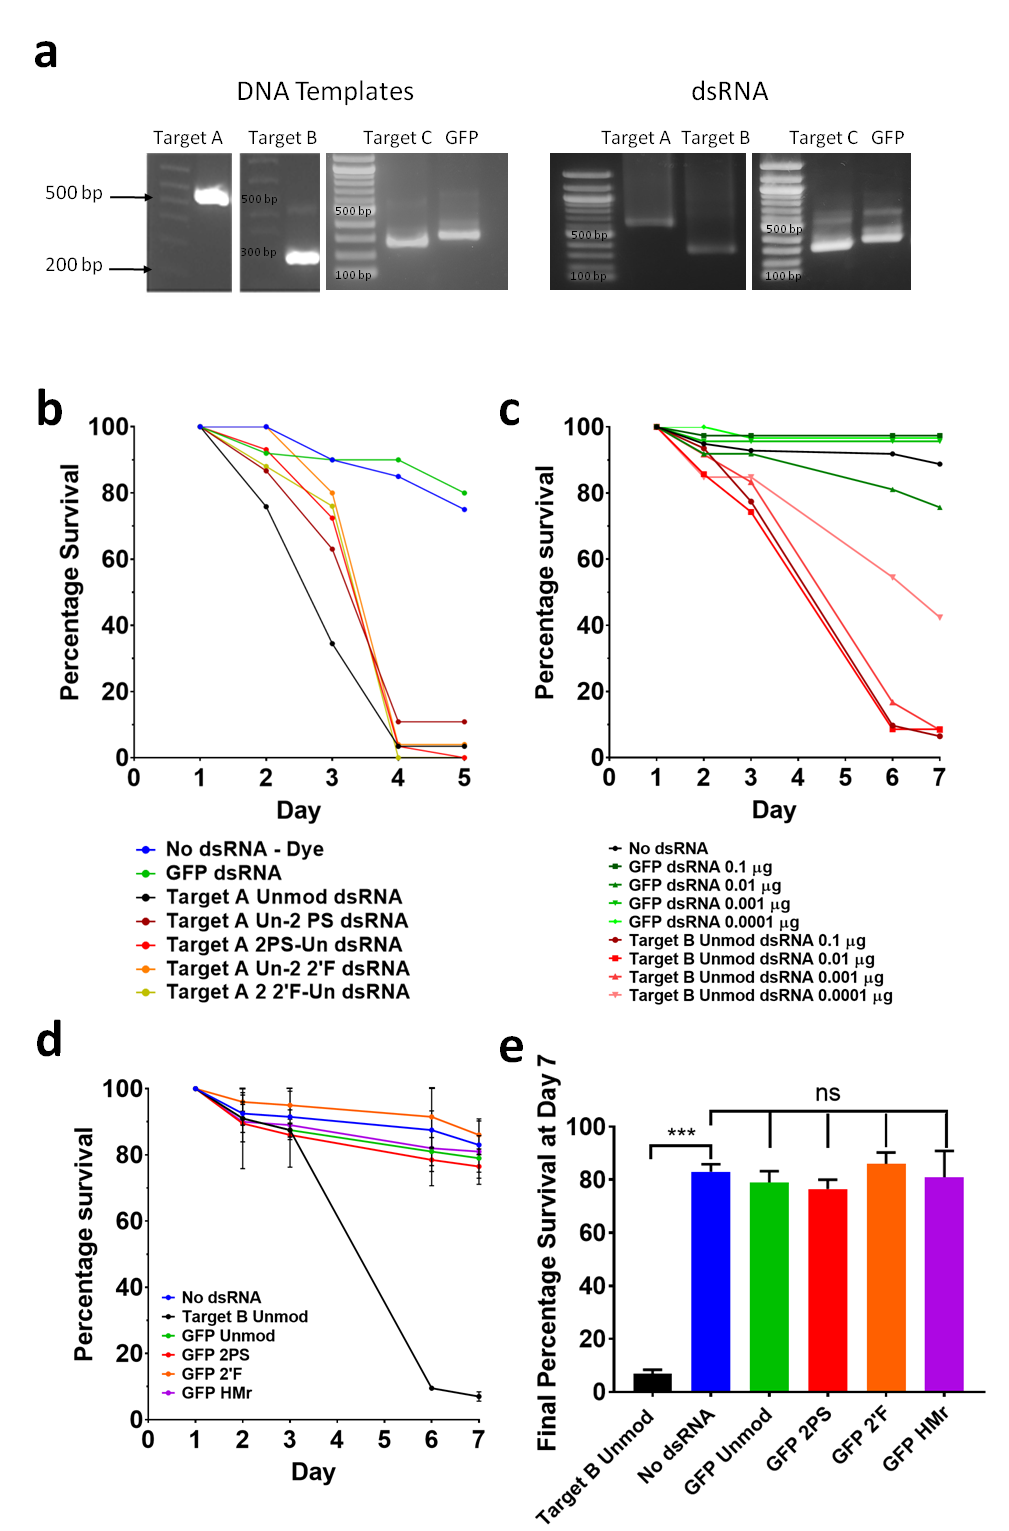 a
DNA Templates
dsRNA
Target A
Target B
Target C
GFP
Target A
Target B
Target C
GFP
500 bp
200 bp
500 bp
300 bp
500 bp
100 bp
500 bp
100 bp
500 bp
100 bp
b
Percentage Survival
100
80
60
40
20
0
0 1 2 3 4 5
Day
No dsRNA - Dye
GFP dsRNA
Target A Unmod dsRNA
Target A Un-2 PS dsRNA
Target A 2PS-Un dsRNA
Target A Un-2 2'F dsRNA
Target A 2 2'F-Un dsRNA
c
Percentage survival
100
80
60
40
20
0
0 1 2 3 4 5 6 7
Day
No dsRNA
GFP dsRNA 0.1 μg
GFP dsRNA 0.01 μg
GFP dsRNA 0.001 μg
GFP dsRNA 0.0001 μg
Target B Unmod dsRNA 0.1 μg
Target B Unmod dsRNA 0.01 μg
Target B Unmod dsRNA 0.001 μg
Target B Unmod dsRNA 0.0001 μg
d
Percentage survival
100
80
60
40
20
0
0 1 2 3 4 5 6 7
Day
No dsRNA
Target B Unmod
GFP Unmod
GFP 2PS
GFP 2'F
GFP HMr
e
Final Percentage Survival at Day 7
100
80
60
40
20
0
***
ns
Target B Unmod
No dsRNA
GFP Unmod
GFP 2PS
GFP 2'F
GFP HMr